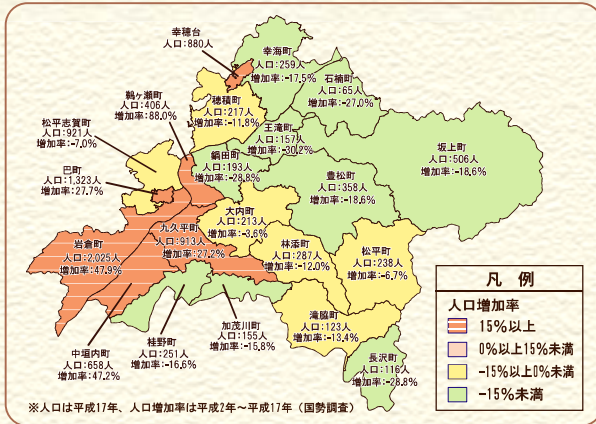 幸穂台
人口:880人
幸海町
人口:259人
増加率:-17.5%
石楠町
人口:65人
増加率:-27.0%
鵜ヶ瀬町
人口:406人
増加率:88.0%
穂積町
人口:217人
増加率:-11.8%
松平志賀町
人口:921人
増加率:-7.0%
王滝町
人口:157人
増加率:-30.2%
坂上町
人口:506人
増加率:-18.6%
鍋田町
人口:193人
増加率:-28.8%
巴町
人口:1,323人
増加率:27.7%
豊松町
人口:358人
増加率:-18.6%
大内町
人口:213人
増加率:-3.6%
九久平町
人口:913人
増加率:27.2%
岩倉町
人口:2,025人
増加率:47.9%
林添町
人口:287人
増加率:-12.0%
松平町
人口:238人
増加率:-6.7%
滝脇町
人口:123人
増加率:-13.4%
加茂川町
人口:155人
増加率:-15.8%
桂野町
人口:251人
増加率:-16.6%
中垣内町
人口:658人
増加率:47.2%
長沢町
人口:116人
増加率:-28.8%
凡 例
人口増加率
15%以上
0%以上15%未満
-15%以上0%未満
-15%未満
※人口は平成17年、人口増加率は平成2年〜平成17年（国勢調査）